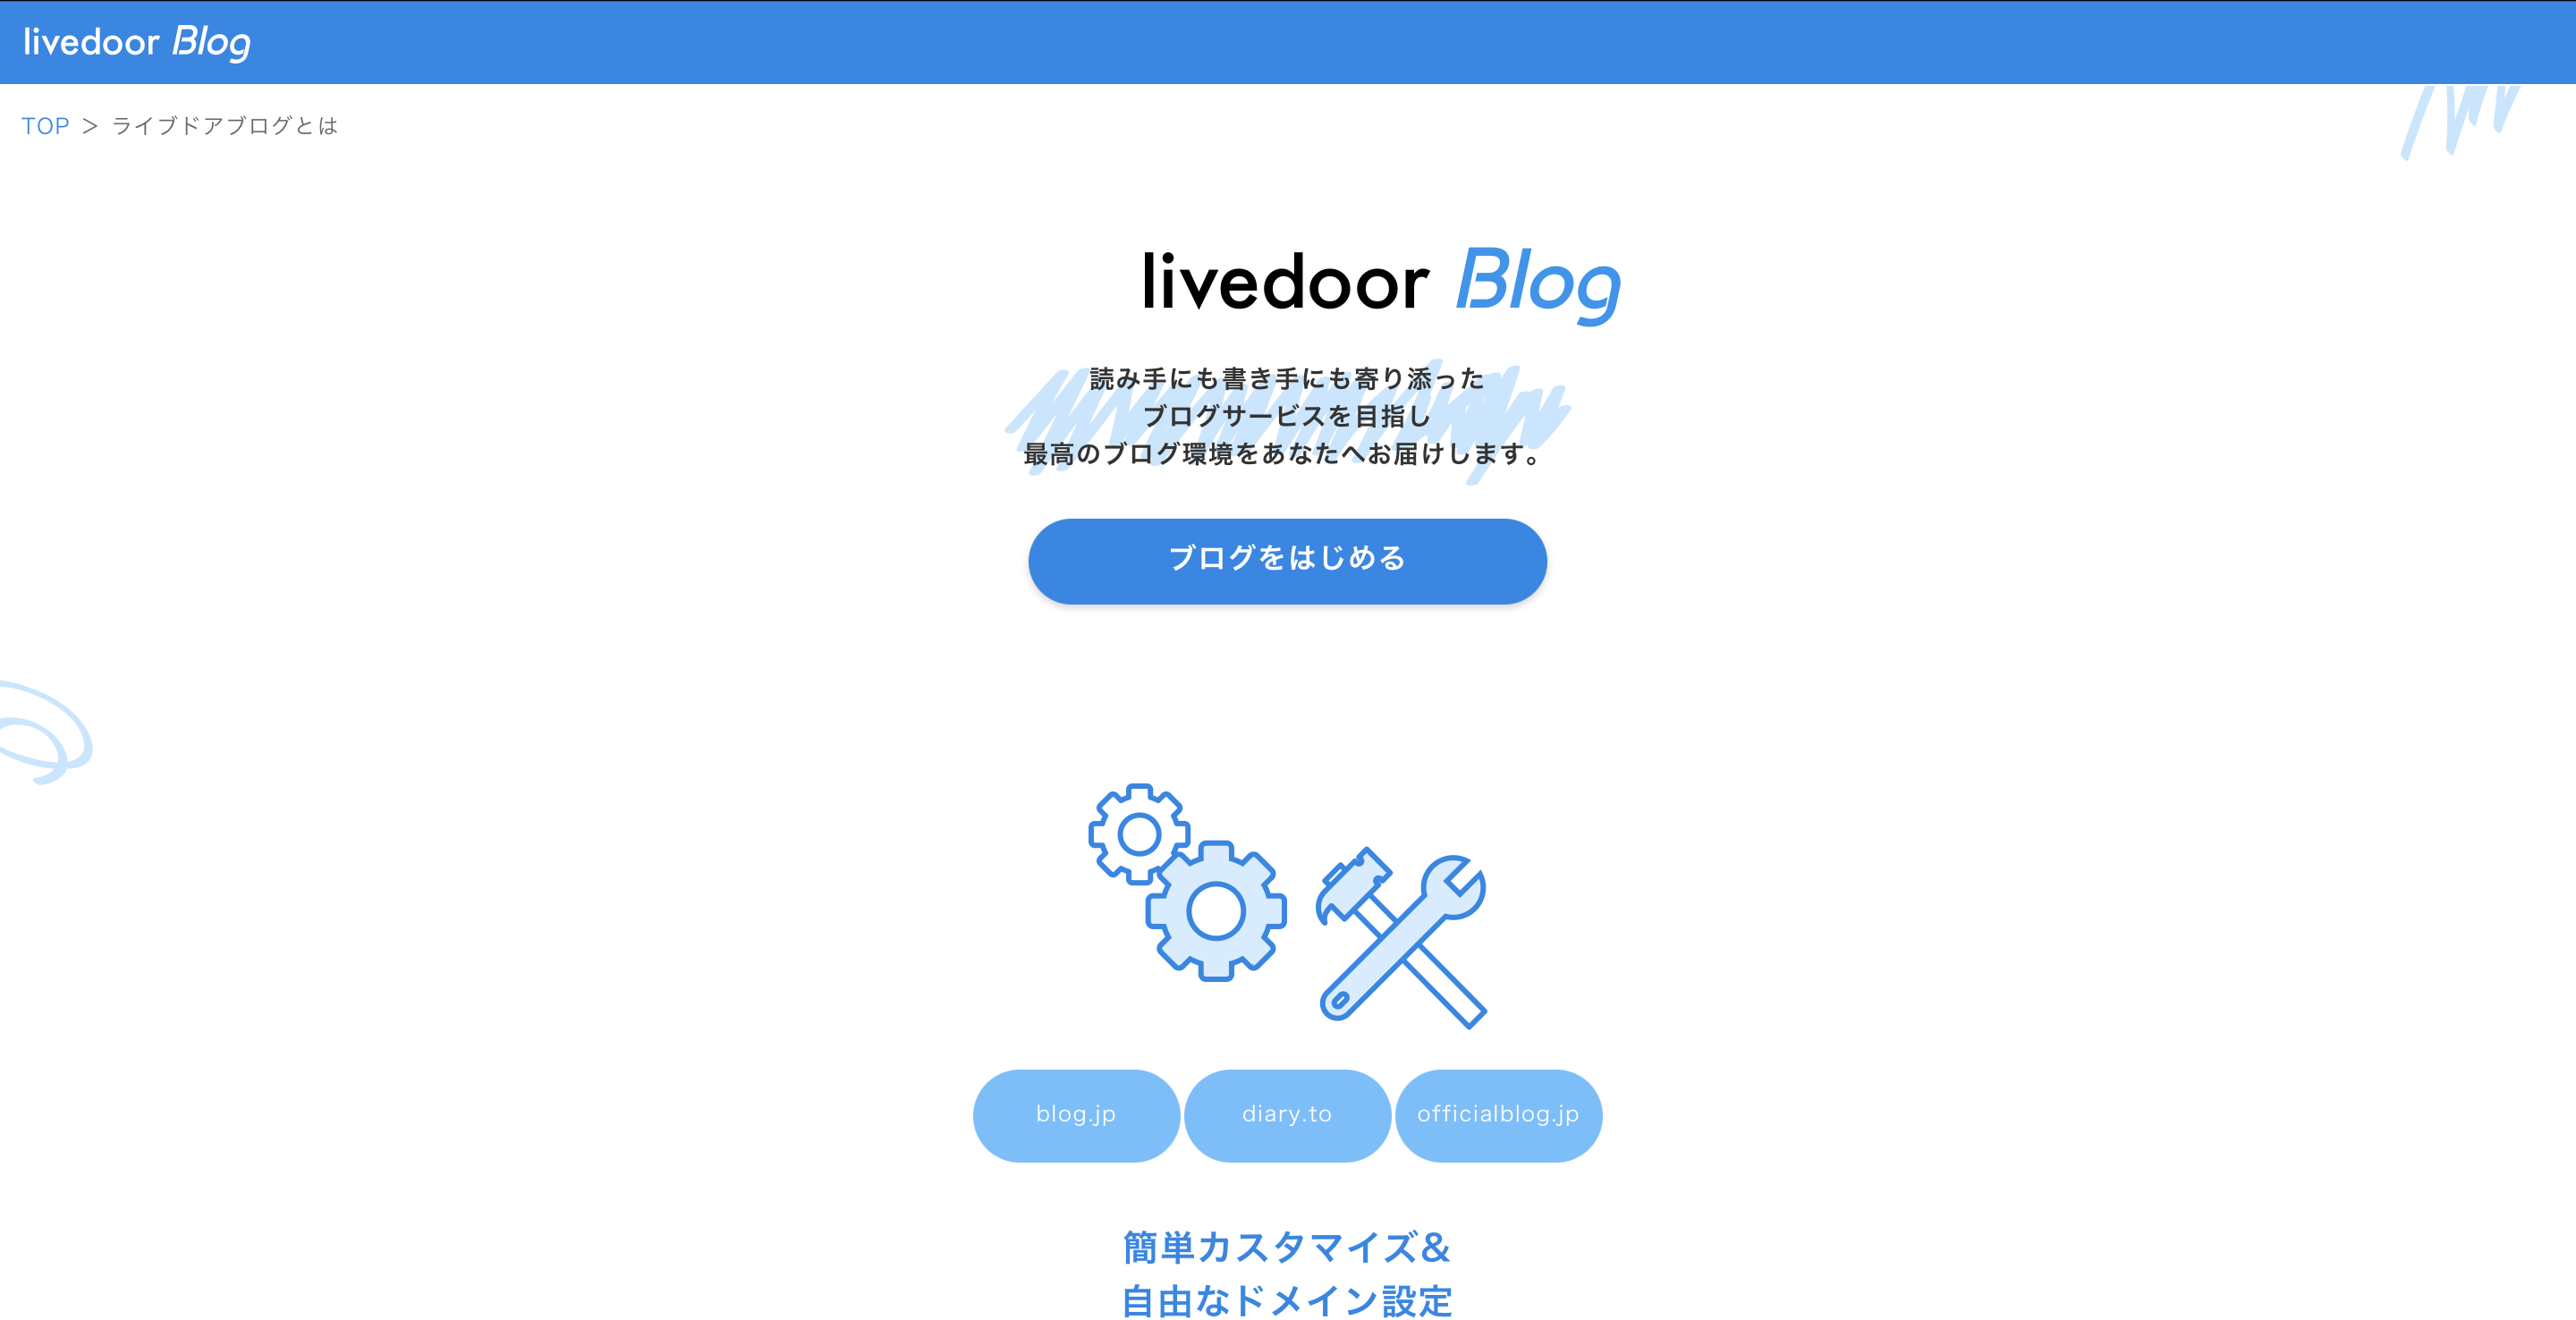 livedoor Blog
TOP > ライブドアブログとは
livedoor Blog
読み手にも書き手にも寄り添った
ブログサービスを目指し
最高のブログ環境をあなたへお届けします。
ブログをはじめる
blog.jp
diary.to
officialblog.jp
簡単カスタマイズ&
自由なドメイン設定